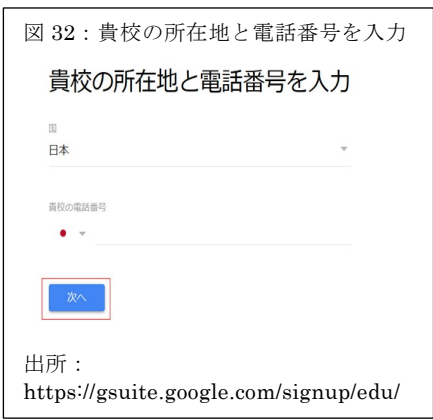 図 32：貴校の所在地と電話番号を入力
貴校の所在地と電話番号を入力
国
日本
貴校の電話番号
次へ
出所：
https://gsuite.google.com/signup/edu/